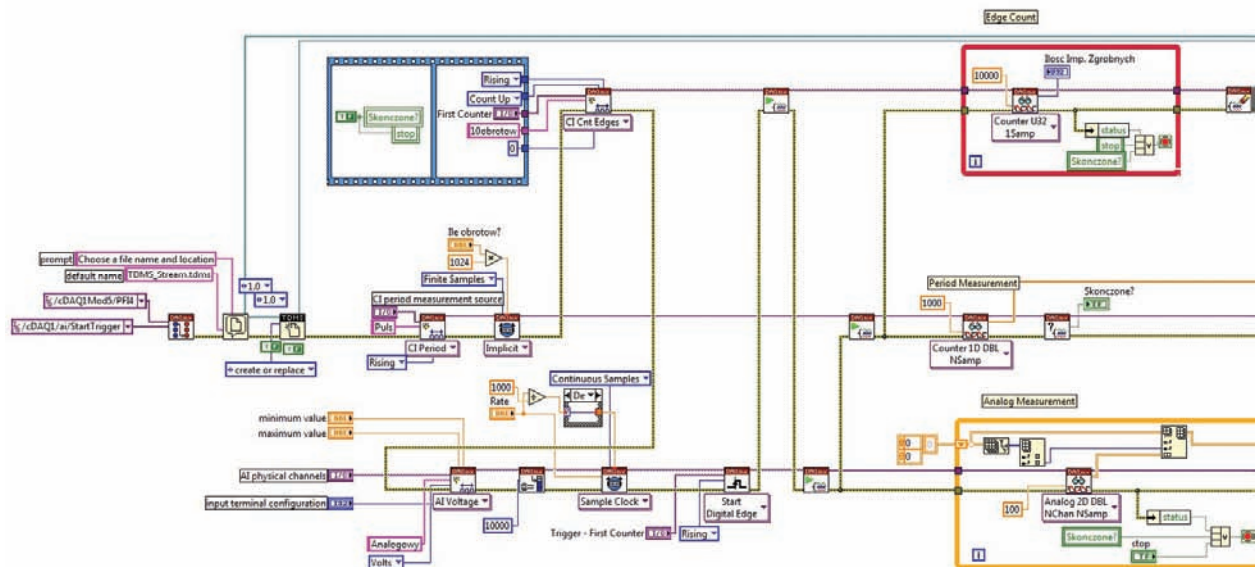 Edge Count
Rising
Count Up
First Counter
I/O
10obrotow
0
CI Cnt Edges
Skonczone?
stop
10000
Ilosc Imp. Zgrobnych
Counter U32
1Samp
status
stop
Skonczone?
i
prompt
Choose a file name and location
default name
TDMS_Stream.tdms
1.0
1.0
/cDAQ1Mod5/PFI4
/cDAQ1/ai/StartTrigger
TDMS
create or replace
Ile obrotow?
1024
Finite Samples
CI period measurement source
I/O
Puls
CI Period
Implicit
Rising
Period Measurement
1000
Counter 1D DBL
NSamp
Skonczone?
TF
1000
Rate
Continuous Samples
De
minimum value
maximum value
AI physical channels
I/O
input terminal configuration
AI Voltage
Sample Clock
Start
Digital Edge
10000
Trigger - First Counter
I/O
Rising
Analogowy
Volts
Analog Measurement
0
0
100
Analog 2D DBL
NChan NSamp
status
Skonczone?
stop
TF
i